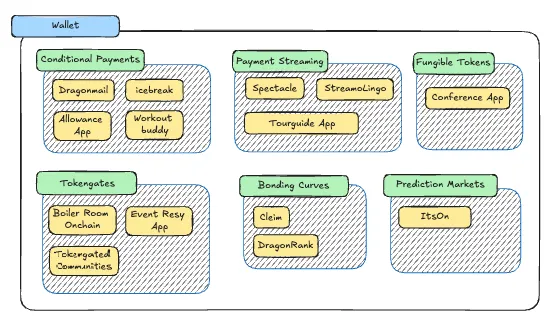 Wallet
Conditional Payments
Dragonmail
icebreak
Allowance
App
Workout
buddy
Payment Streaming
Spectacle
StreamoLingo
Tourguide App
Fungible Tokens
Conference App
Tokengates
Boiler Room
Onchain
Event Resy
App
Tokengated
Communities
Bonding Curves
Cleim
DragonRank
Prediction Markets
ItsOn